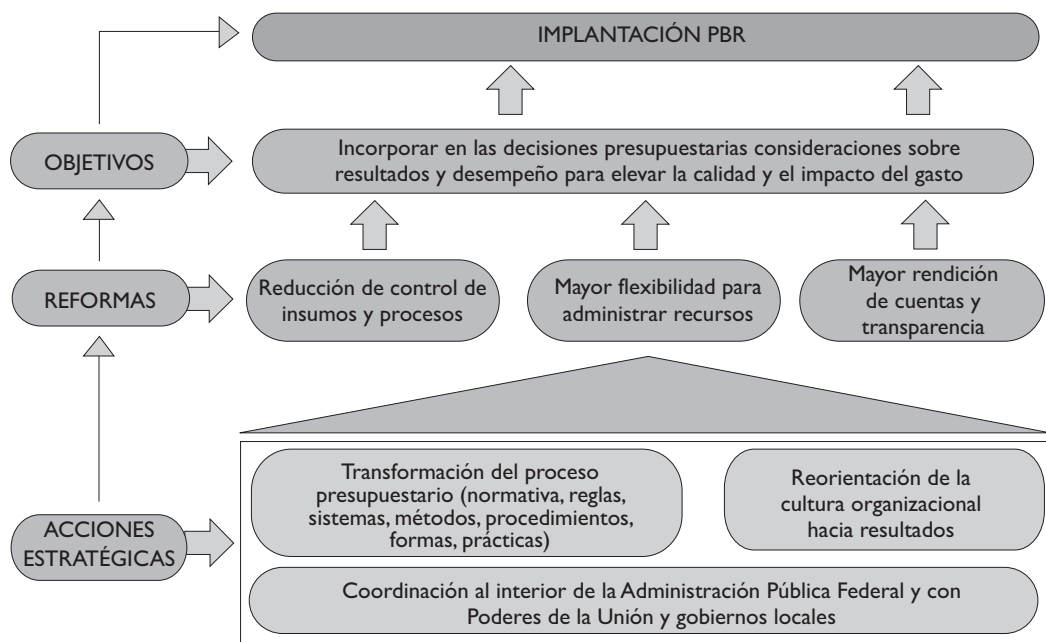 IMPLANTACIÓN PBR
OBJETIVOS
Incorporar en las decisiones presupuestarias consideraciones sobre
resultados y desempeño para elevar la calidad y el impacto del gasto
REFORMAS
Reducción de control de
insumos y procesos
Mayor flexibilidad para
administrar recursos
Mayor rendición
de cuentas y
transparencia
ACCIONES
ESTRATÉGICAS
Transformación del proceso
presupuestario (normativa, reglas,
sistemas, métodos, procedimientos,
formas, prácticas)
Reorientación de la
cultura organizacional
hacia resultados
Coordinación al interior de la Administración Pública Federal y con
Poderes de la Unión y gobiernos locales